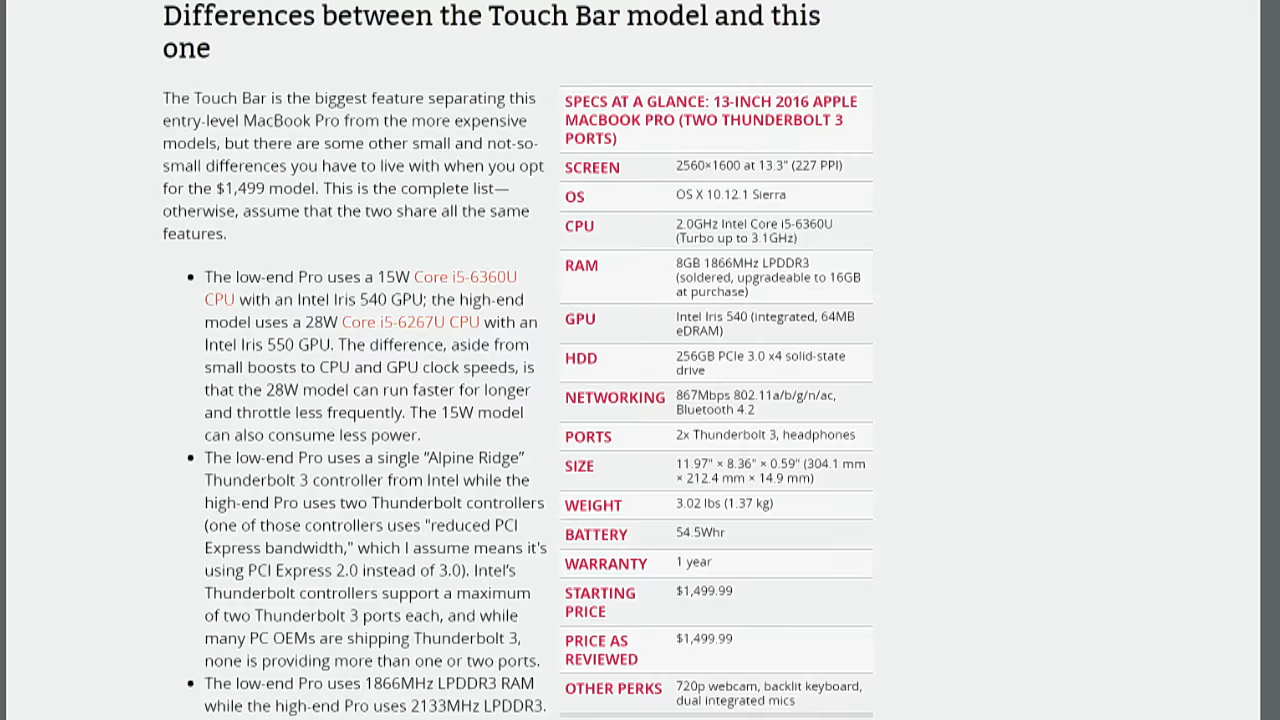 Differences between the Touch Bar model and this
one
The Touch Bar is the biggest feature separating this
entry-level MacBook Pro from the more expensive
models, but there are some other small and not-so-
small differences you have to live with when you opt
for the $1,499 model. This is the complete list—
otherwise, assume that the two share all the same
features.
• The low-end Pro uses a 15W Core i5-6360U
CPU with an Intel Iris 540 GPU; the high-end
model uses a 28W Core i5-6267U CPU with an
Intel Iris 550 GPU. The difference, aside from
small boosts to CPU and GPU clock speeds, is
that the 28W model can run faster for longer
and throttle less frequently. The 15W model
can also consume less power.
• The low-end Pro uses a single “Alpine Ridge”
Thunderbolt 3 controller from Intel while the
high-end Pro uses two Thunderbolt controllers
(one of those controllers uses "reduced PCI
Express bandwidth," which I assume means it's
using PCI Express 2.0 instead of 3.0). Intel’s
Thunderbolt controllers support a maximum
of two Thunderbolt 3 ports each, and while
many PC OEMs are shipping Thunderbolt 3,
none is providing more than one or two ports.
• The low-end Pro uses 1866MHz LPDDR3 RAM
while the high-end Pro uses 2133MHz LPDDR3.
SPECS AT A GLANCE: 13-INCH 2016 APPLE
MACBOOK PRO (TWO THUNDERBOLT 3
PORTS)
SCREEN 2560×1600 at 13.3" (227 PPI)
OS OS X 10.12.1 Sierra
CPU 2.0GHz Intel Core i5-6360U
(Turbo up to 3.1GHz)
RAM 8GB 1866MHz LPDDR3
(soldered, upgradeable to 16GB
at purchase)
GPU Intel Iris 540 (integrated, 64MB
eDRAM)
HDD 256GB PCIe 3.0 x4 solid-state
drive
NETWORKING 867Mbps 802.11a/b/g/n/ac,
Bluetooth 4.2
PORTS 2x Thunderbolt 3, headphones
SIZE 11.97" × 8.36" × 0.59" (304.1 mm
× 212.4 mm × 14.9 mm)
WEIGHT 3.02 lbs (1.37 kg)
BATTERY 54.5Whr
WARRANTY 1 year
STARTING $1,499.99
PRICE
PRICE AS $1,499.99
REVIEWED
OTHER PERKS 720p webcam, backlit keyboard,
dual integrated mics